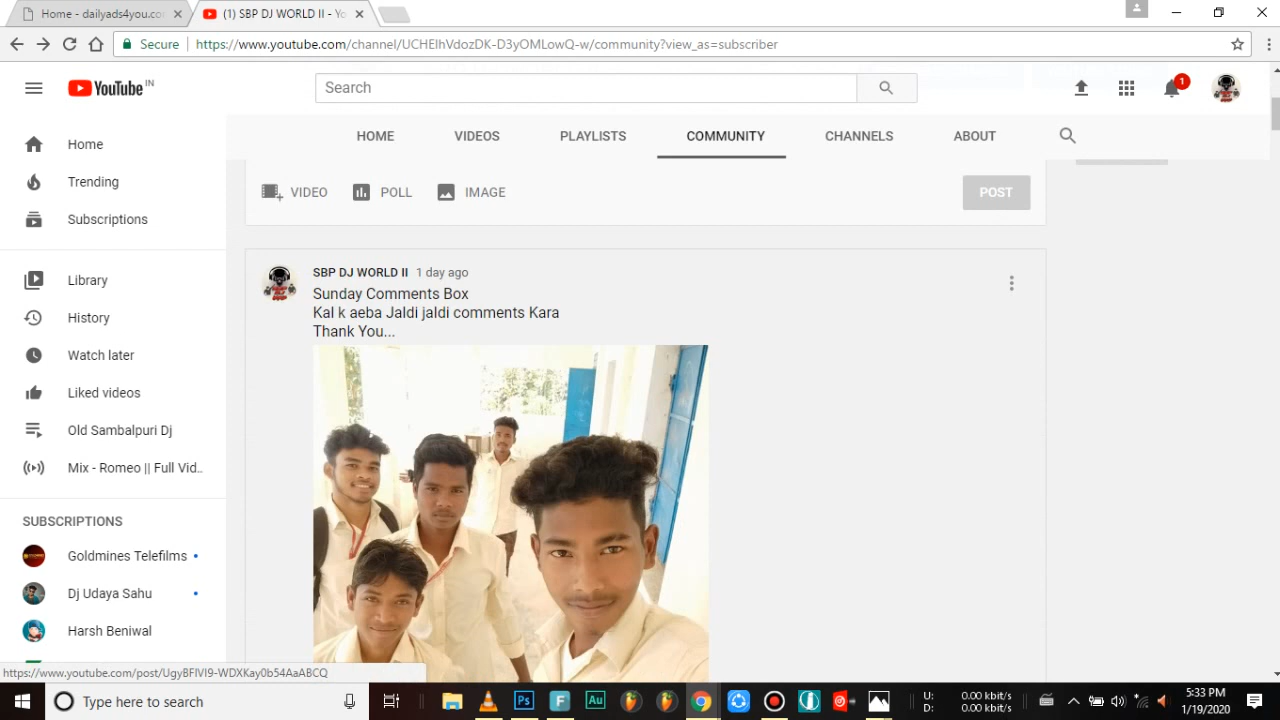 Home - dailyads4you.co
(1) SBP DJ WORLD II - Yo
Secure
https://www.youtube.com/channel/UCHEIhVdozDK-D3yOMLowQ-w/community?view_as=subscriber
YouTube IN
Search
1
HOME
VIDEOS
PLAYLISTS
COMMUNITY
CHANNELS
ABOUT
Home
Trending
Subscriptions
Library
History
Watch later
Liked videos
Old Sambalpuri Dj
Mix - Romeo || Full Vid..
SUBSCRIPTIONS
Goldmines Telefilms
Dj Udaya Sahu
Harsh Beniwal
VIDEO
POLL
IMAGE
POST
SBP DJ WORLD II 1 day ago
Sunday Comments Box
Kal k aeba Jaldi jaldi comments Kara
Thank You...
https://www.youtube.com/post/UgyBFlVI9-WDXKay0b54AaABCQ
Type here to search
Ps
F
Au
U: 0.00 kbit/s
D: 0.00 kbit/s
5:33 PM
1/19/2020